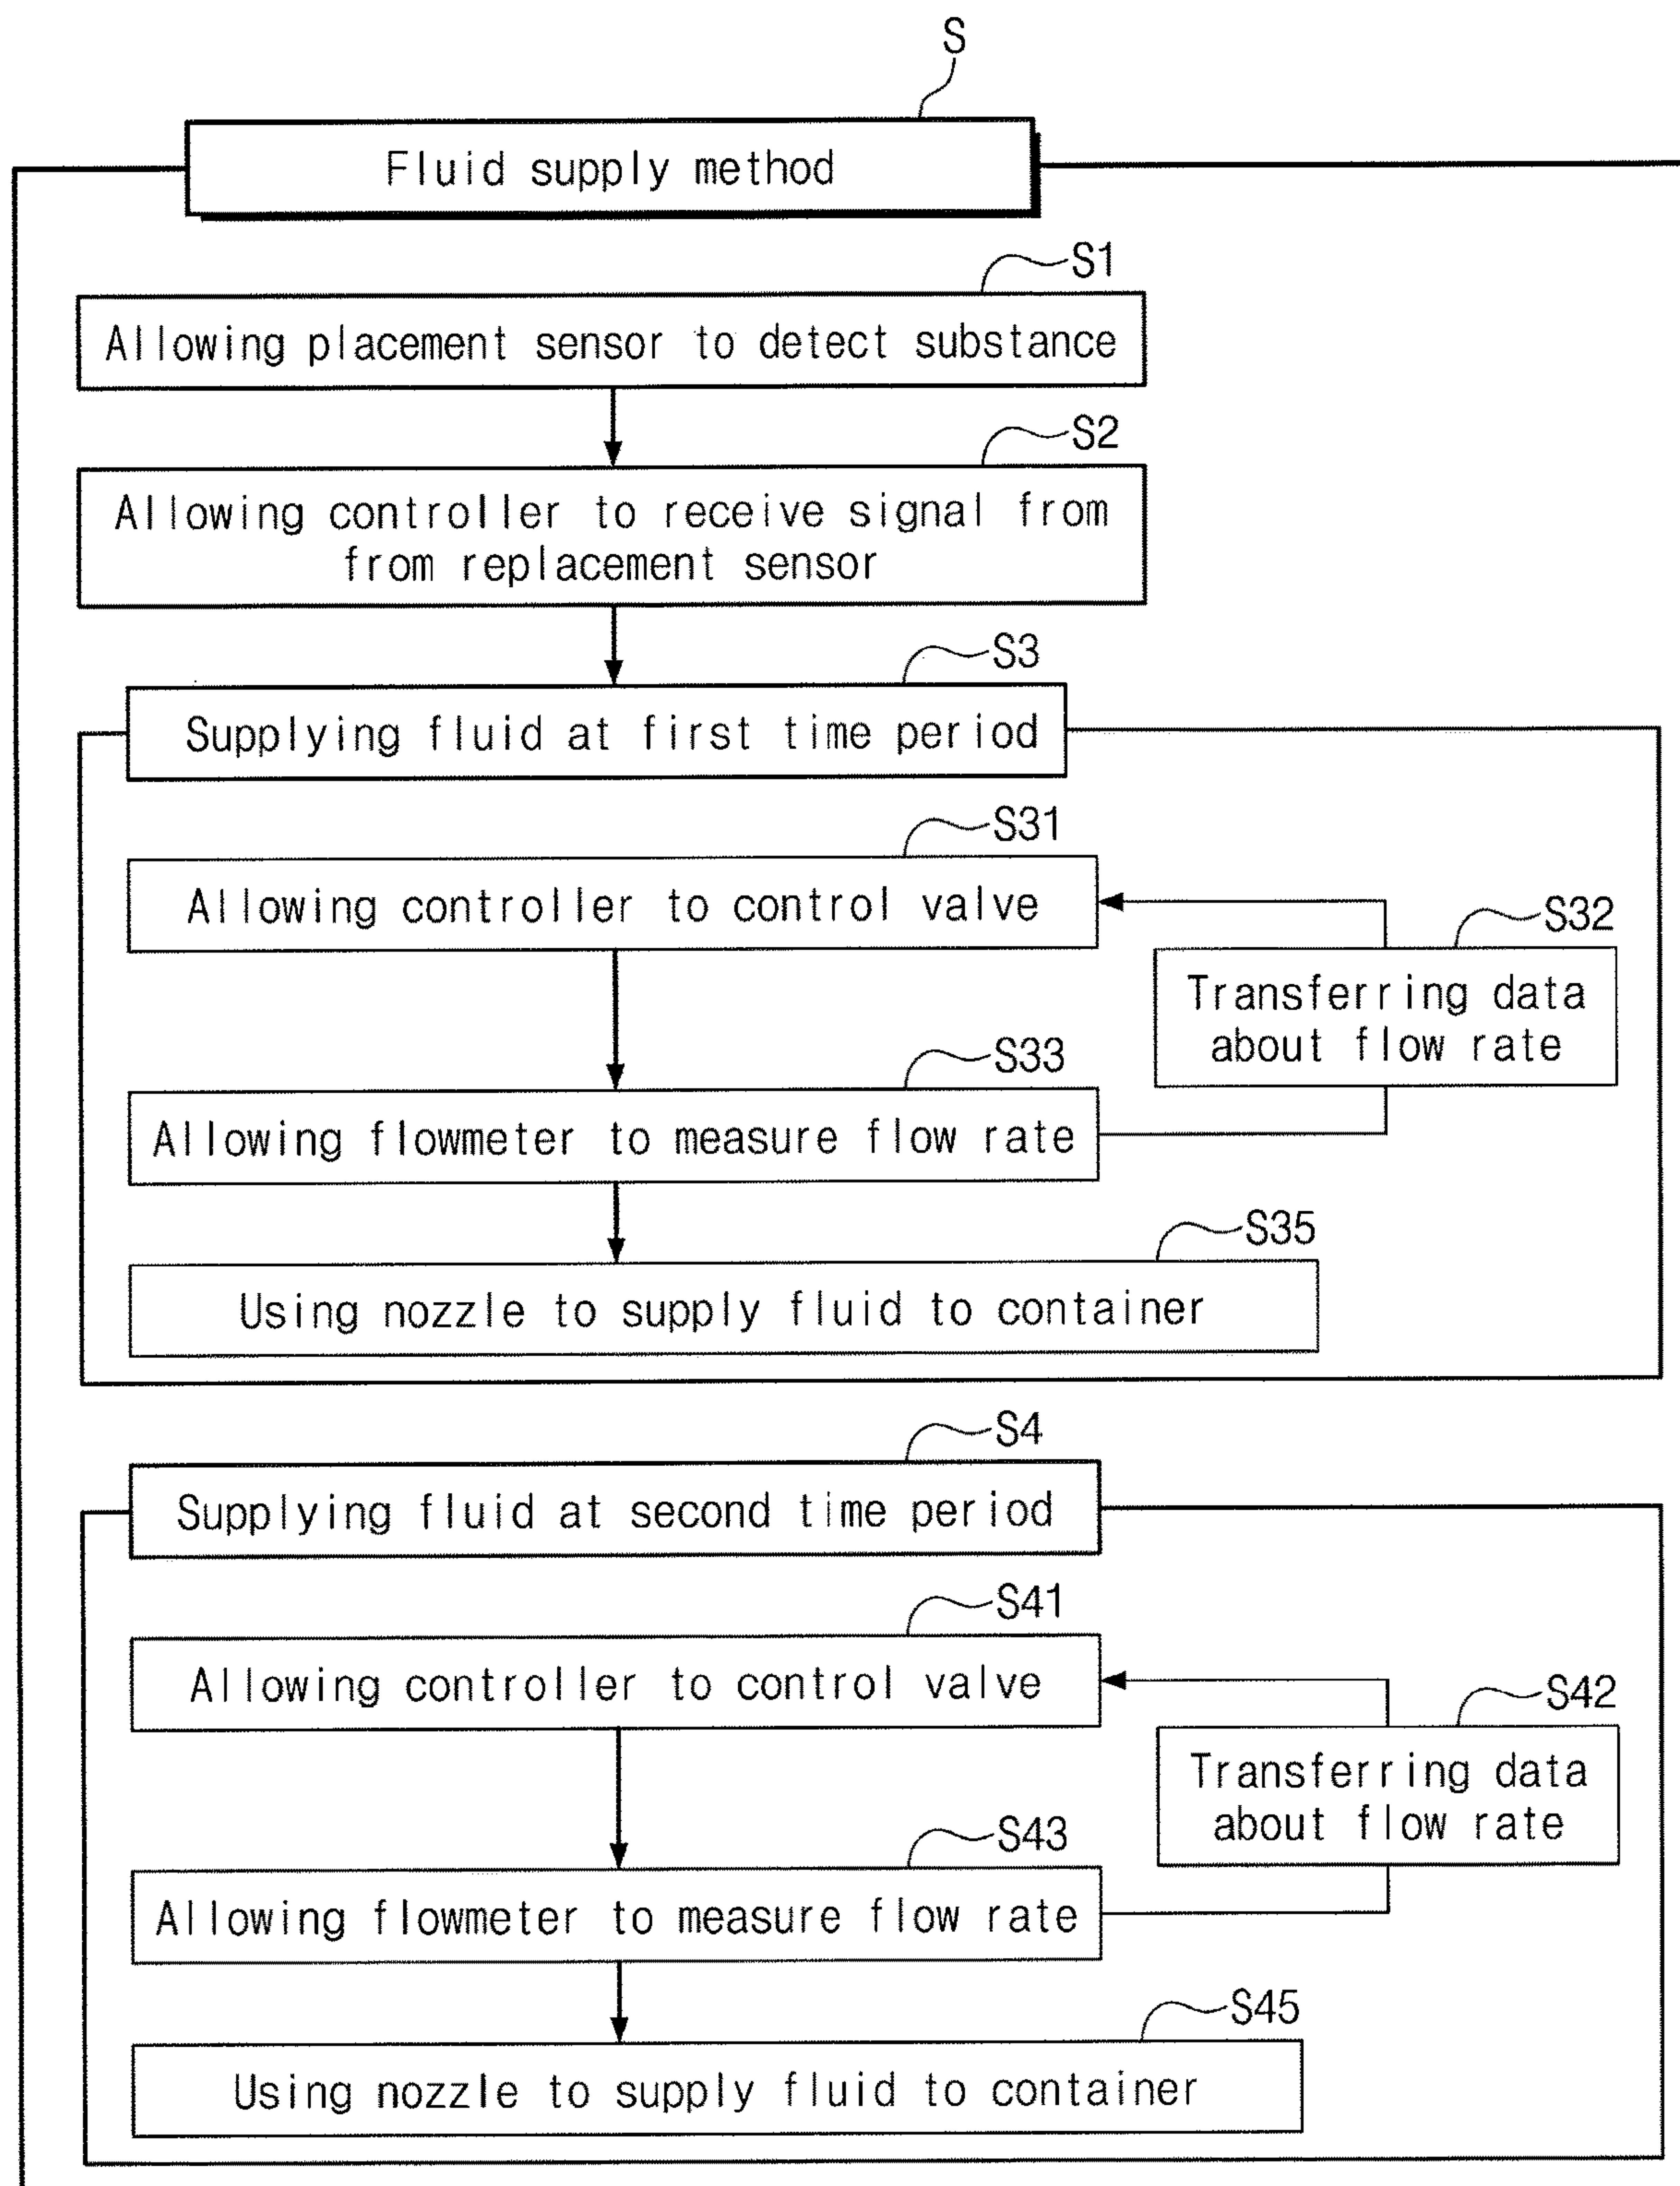 S
Fluid supply method
S1
Allowing placement sensor to detect substance
S2
Allowing controller to receive signal from
from replacement sensor
S3
Supplying fluid at first time period
S31
Allowing controller to control valve
S32
Transferring data
about flow rate
S33
Allowing flowmeter to measure flow rate
S35
Using nozzle to supply fluid to container
S4
Supplying fluid at second time period
S41
Allowing controller to control valve
S42
Transferring data
about flow rate
S43
Allowing flowmeter to measure flow rate
S45
Using nozzle to supply fluid to container